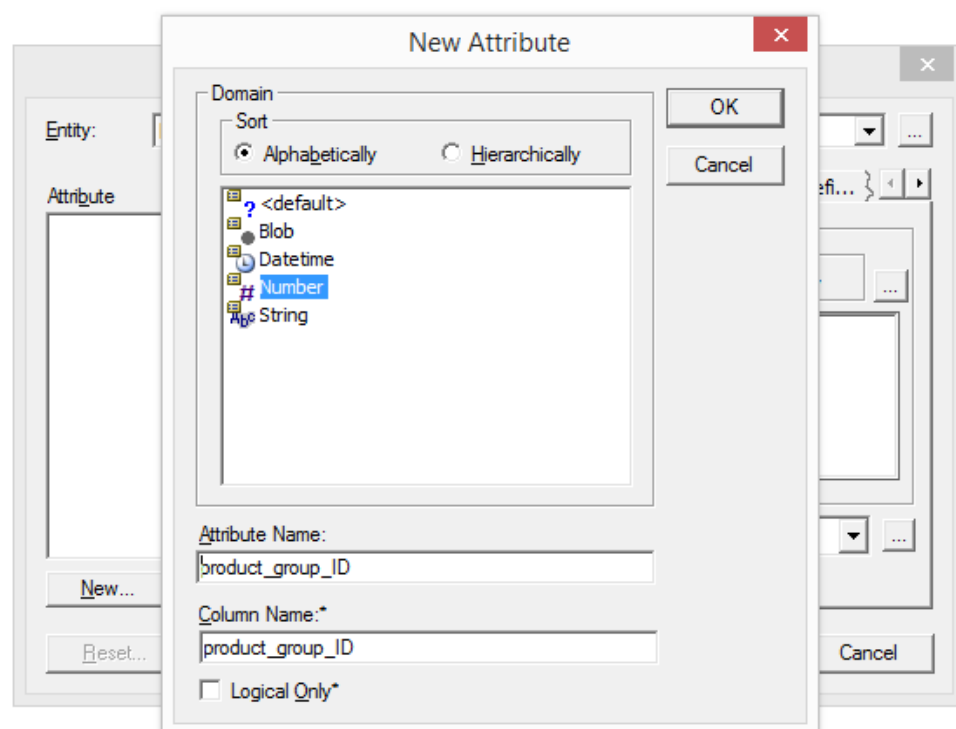 New Attribute
Domain
OK
Sort
Alphabetically
Hierarchically
Cancel
Entity:
...
Attribute
efi...
<default>
Blob
Datetime
Number
String
...
Attribute Name:
product_group_ID
...
New...
Column Name:*
product_group_ID
Reset...
Cancel
Logical Only*